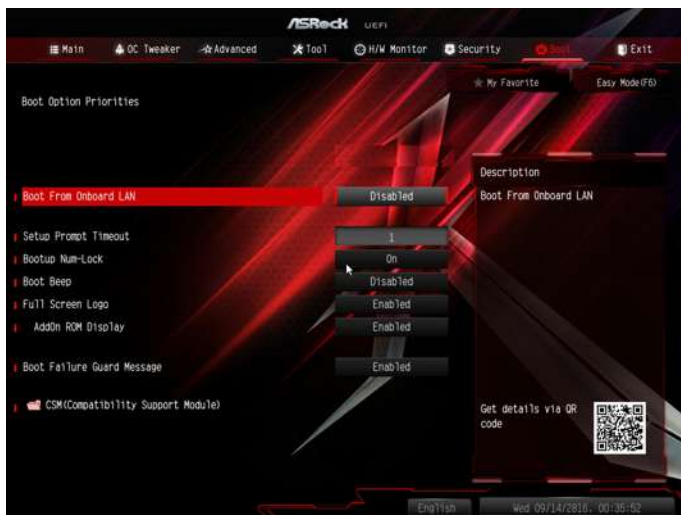 ASRock UEFI
Main OC Tweaker Advanced Tool H/W Monitor Security Boot Exit
My Favorite Easy Mode(F6)
Boot Option Priorities
Description
Boot From Onboard LAN Disabled
Boot From Onboard LAN
Setup Prompt Timeout 1
Bootup Num-Lock On
Boot Beep Disabled
Full Screen Logo Enabled
AddOn ROM Display Enabled
Boot Failure Guard Message Enabled
CSM(Compatibility Support Module)
Get details via QR
code
English Wed 09/14/2016. 00:35:52